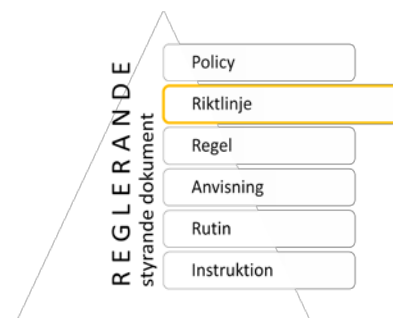 REGLERANDE
styrande dokument
Policy
Riktlinje
Regel
Anvisning
Rutin
Instruktion